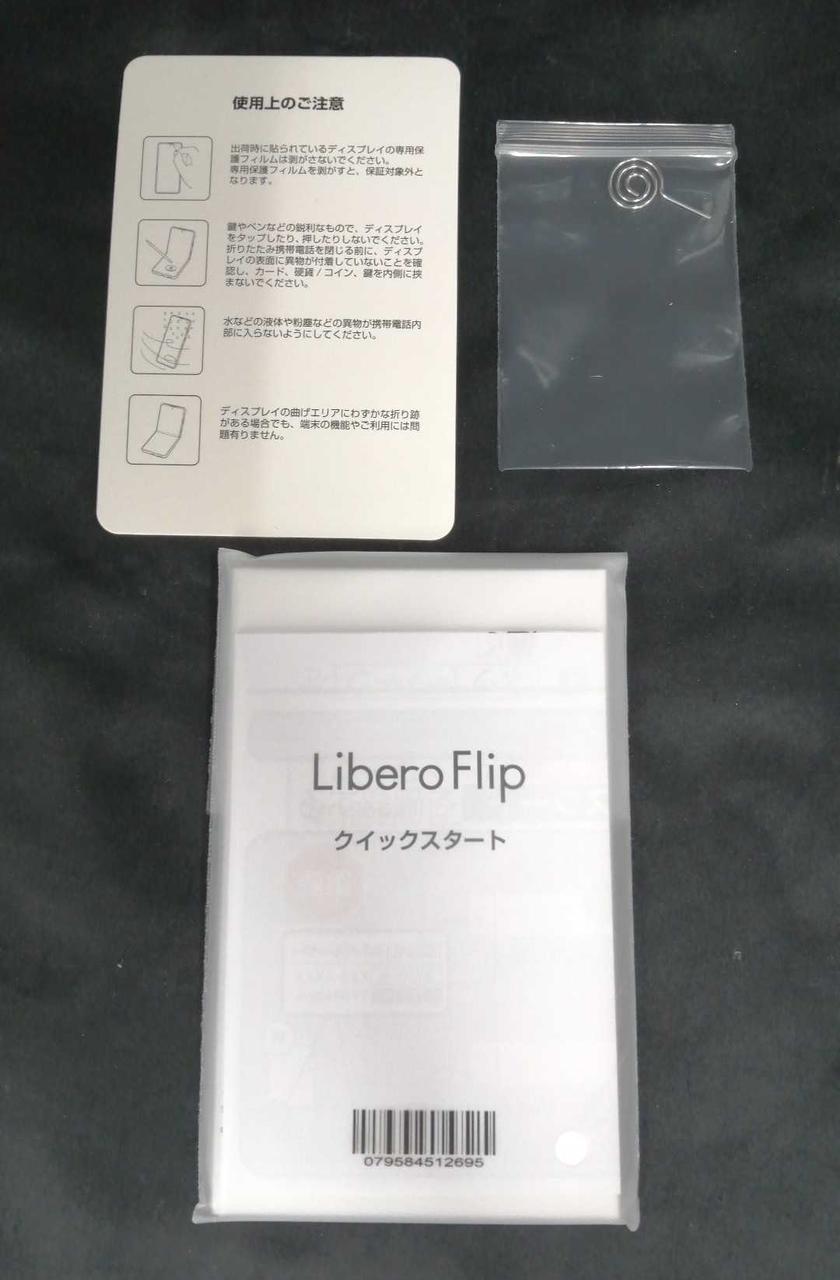 使用上のご注意
出荷時に貼られているディスプレイの専用保
護フィルムは剥がさないでください。
専用保護フィルムを剥がすと、保証対象外と
なります。
鍵やペンなどの鋭利なもので、ディスプレイ
をタップしたり、押したりしないでください。
折りたたみ携帯電話を閉じる前に、ディスプ
レイの表面に異物が付着していないことを確
認し、カード、硬貨 / コイン、鍵を内側に挟
まないでください。
水などの液体や粉塵などの異物が携帯電話内
部に入らないようにしてください。
ディスプレイの曲げエリアにわずかな折り跡
がある場合でも、端末の機能やご利用には問
題有りません。
Libero Flip
クイックスタート
079584512695